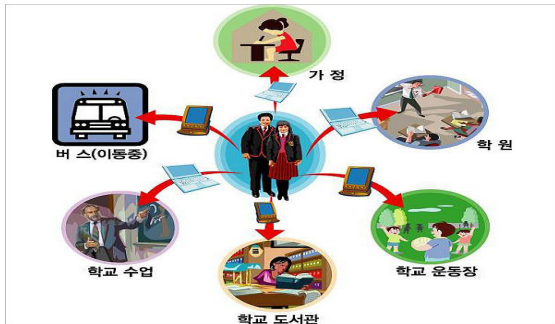 가 정
버 스(이동중)
학 원
학교 수업
학교 운동장
학교 도서관